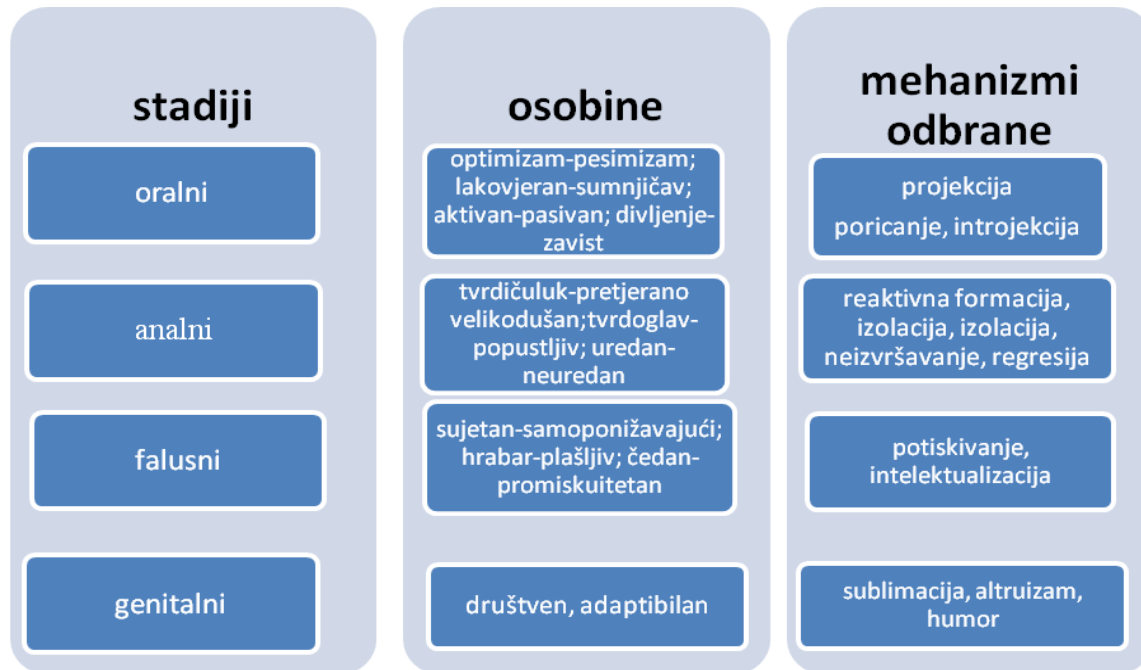 stadiji
oralni
analni
falusni
genitalni
osobine
optimizam-pesimizam;
lakovjeran-sumnjičav;
aktivan-pasivan; divljenje-
zavist
tvrdičuluk-pretjerano
velikodušan;tvrdoglav-
popustljiv; uredan-
neuredan
sujetan-samoponižavajući;
hrabar-plašljiv; čedan-
promiskuitetan
društven, adaptibilan
mehanizmi
odbrane
projekcija
poricanje, introjekcija
reaktivna formacija,
izolacija, izolacija,
neizvršavanje, regresija
potiskivanje,
intelektualizacija
sublimacija, altruizam,
humor